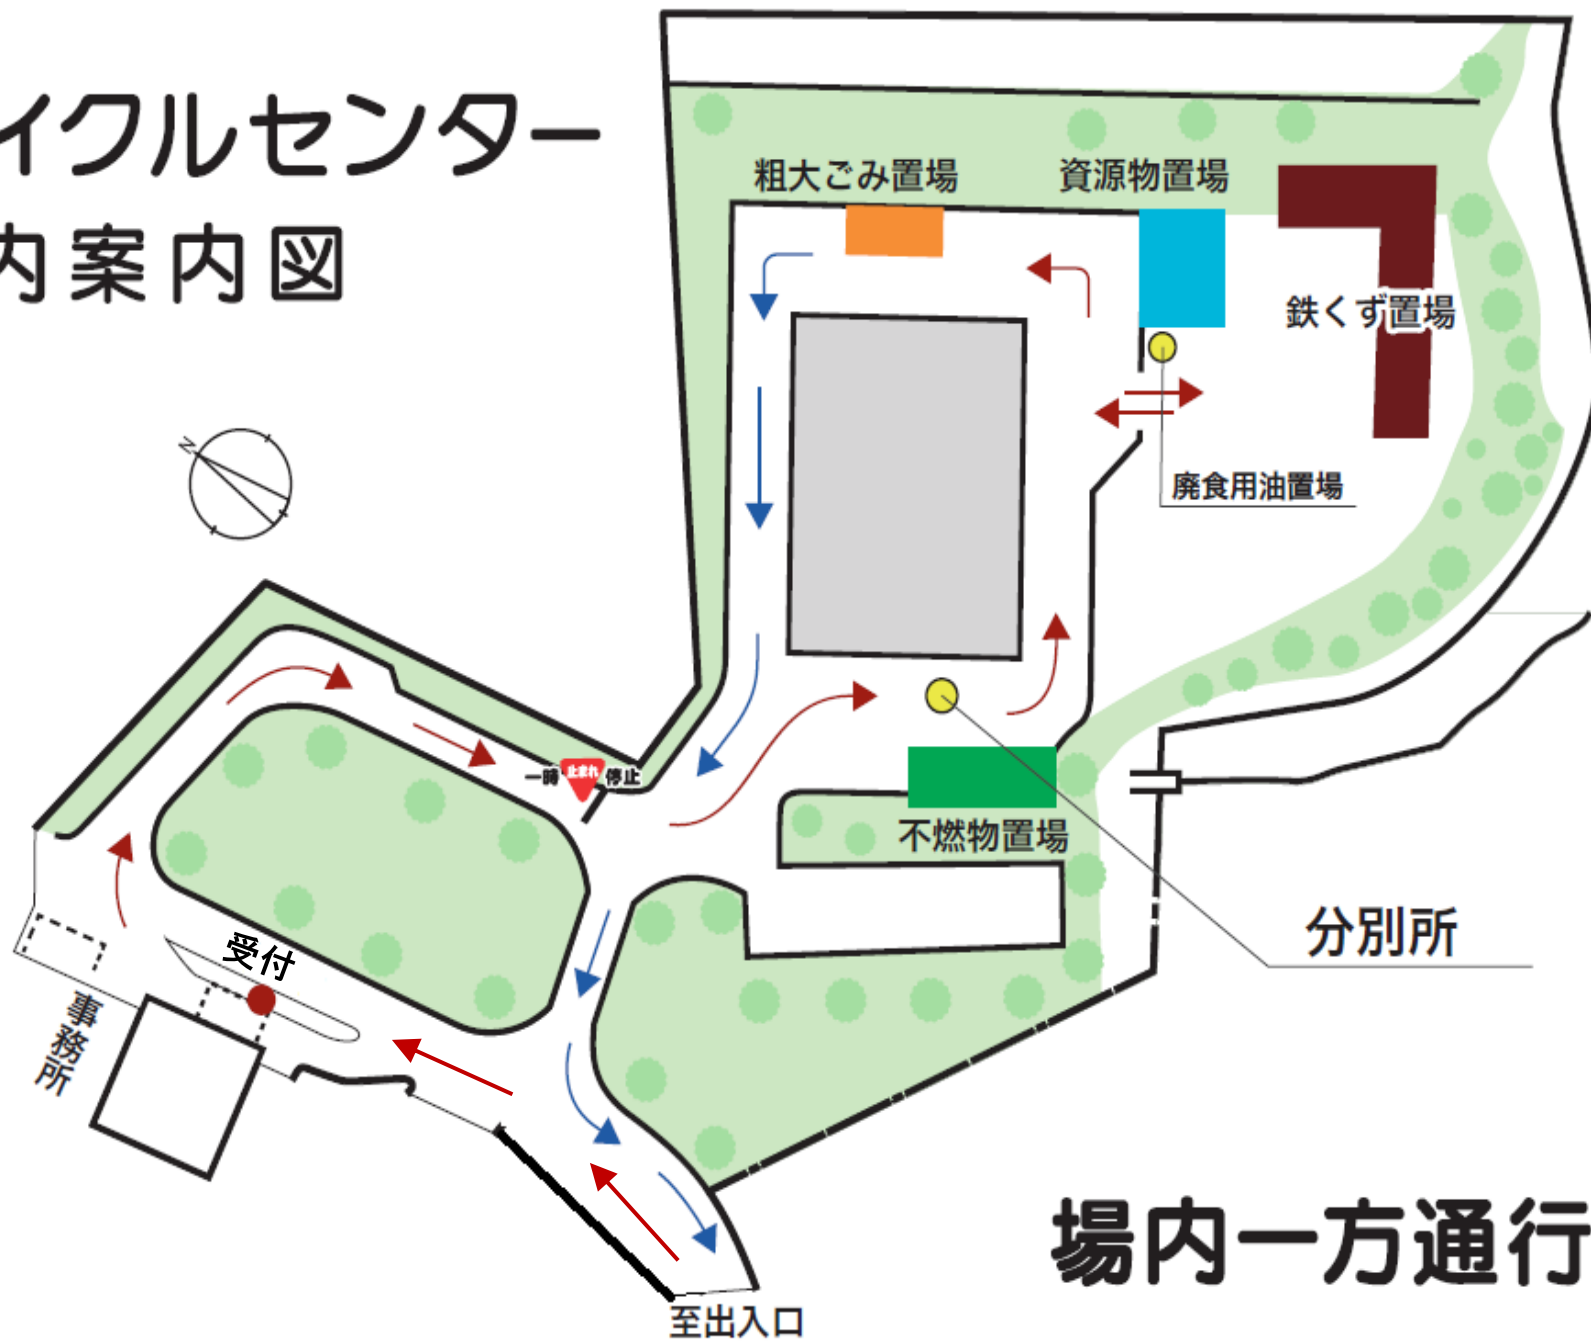 イクルセンター
内案内図
粗大ごみ置場
資源物置場
鉄くず置場
廃食用油置場
N
一時
止まれ
停止
不燃物置場
分別所
受付
事務所
場内一方通行
至出入口